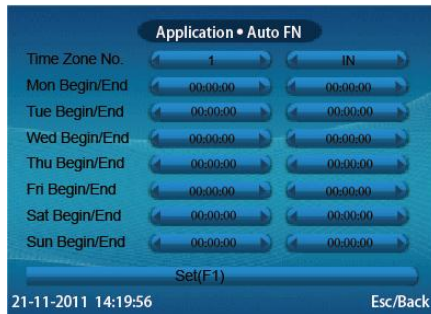 Application • Auto FN
Time Zone No. 1 IN
Mon Begin/End 00:00:00 00:00:00
Tue Begin/End 00:00:00 00:00:00
Wed Begin/End 00:00:00 00:00:00
Thu Begin/End 00:00:00 00:00:00
Fri Begin/End 00:00:00 00:00:00
Sat Begin/End 00:00:00 00:00:00
Sun Begin/End 00:00:00 00:00:00
Set(F1)
21-11-2011 14:19:56 Esc/Back